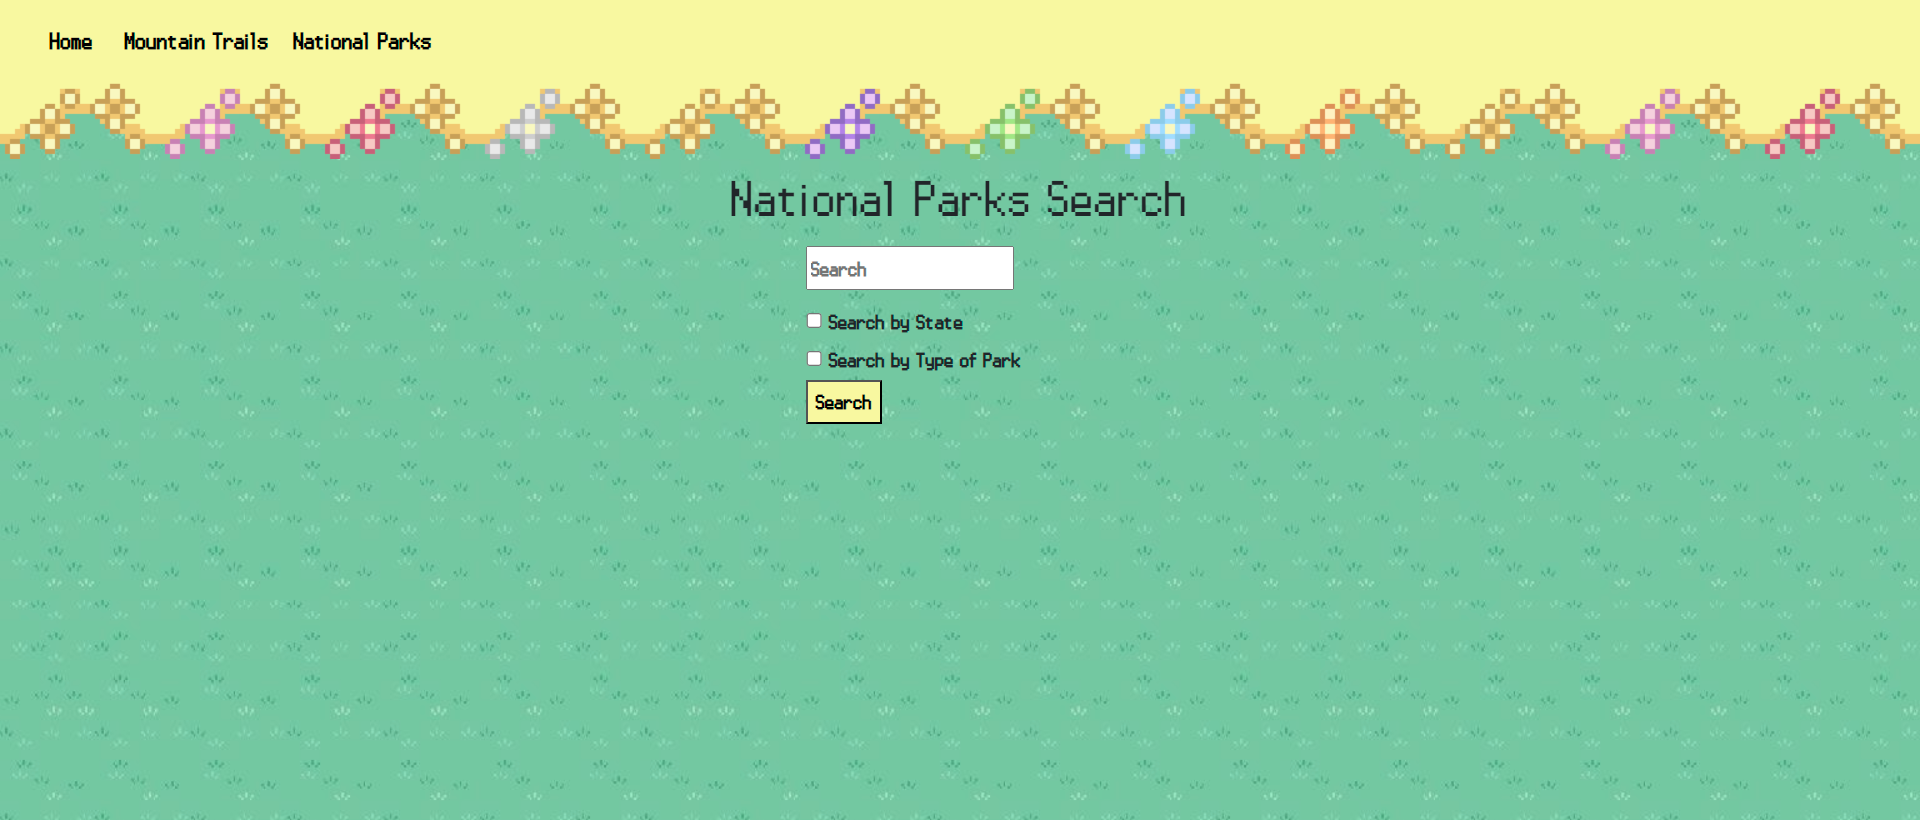 Home Mountain Trails National Parks
National Parks Search
Search
Search by State
Search by Type of Park
Search